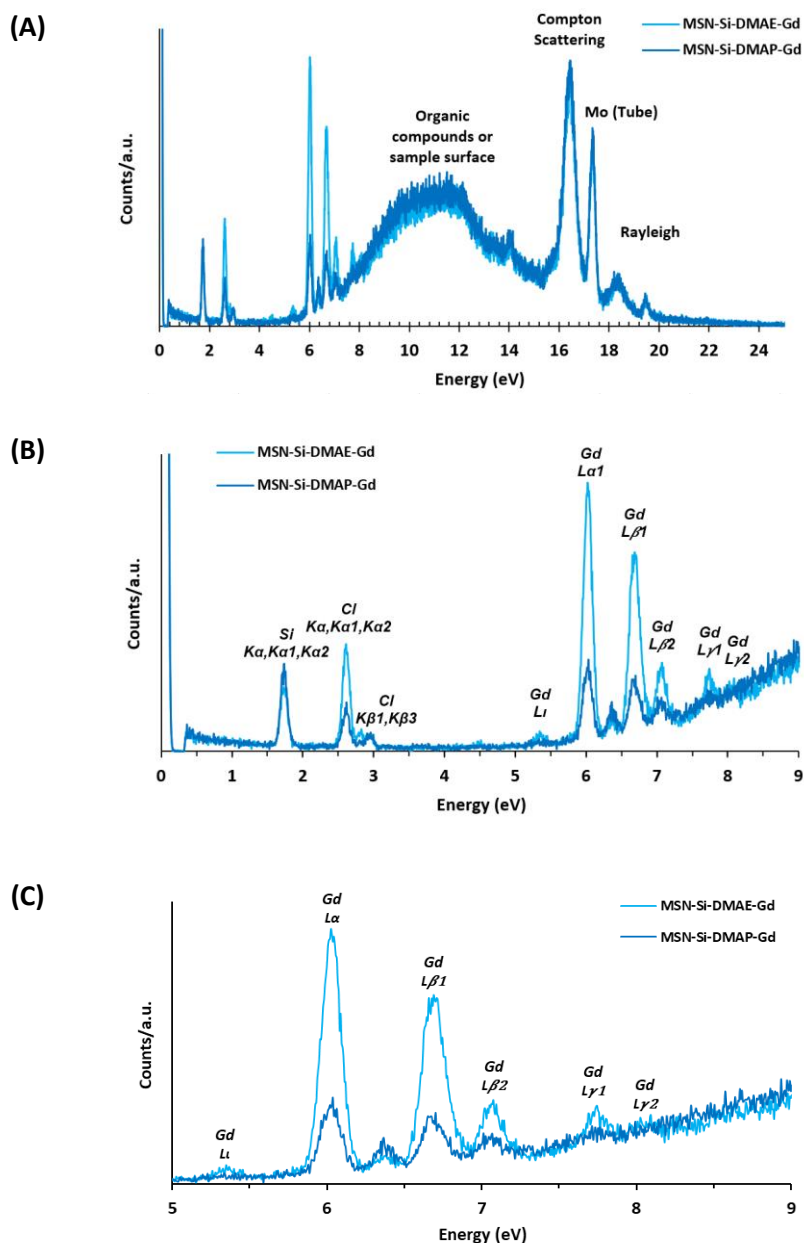 (A)
MSN-Si-DMAE-Gd
MSN-Si-DMAP-Gd
Compton
Scattering
Mo (Tube)
Organic
compounds or
sample surface
Rayleigh
Counts/a.u.
0 2 4 6 8 10 12 14 16 18 20 22 24
Energy (eV)
(B)
MSN-Si-DMAE-Gd
MSN-Si-DMAP-Gd
Gd
Lα1
Gd
Lβ1
Cl
Kα,Kα1,Kα2
Si
Kα,Kα1,Kα2
Gd
Lβ2
Gd
Lγ1
Gd
Lγ2
Cl
Kβ1,Kβ3
Gd
Lι
Counts/a.u.
0 1 2 3 4 5 6 7 8 9
Energy (eV)
(C)
MSN-Si-DMAE-Gd
MSN-Si-DMAP-Gd
Gd
Lα
Gd
Lβ1
Gd
Lβ2
Gd
Lγ1
Gd
Lγ2
Gd
Lι
Counts/a.u.
5 6 7 8 9
Energy (eV)